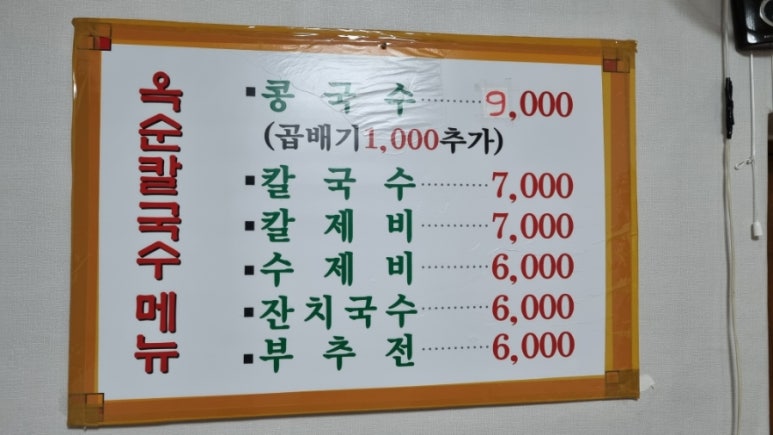 옥순칼국수 메뉴
▪콩국수 ········· 9,000
(곱배기1,000추가)
▪칼국수 ········· 7,000
▪칼제비 ········· 7,000
▪수제비 ········· 6,000
▪잔치국수 ········· 6,000
▪부추전 ········· 6,000